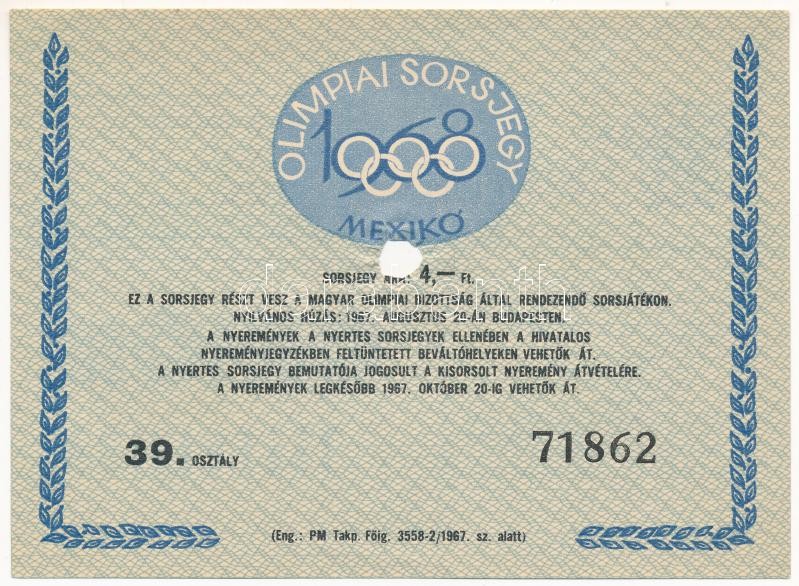 OLIMPIAI SORSJEGY
1968
MEXIKÓ
SORSJEGY ÁRA: 4,— Ft.
EZ A SORSJEGY RÉSZT VESZ A MAGYAR OLIMPIAI BIZOTTSÁG ÁLTAL RENDEZENDŐ SORSJÁTÉKON.
NYILVÁNOS HÚZÁS: 1967. AUGUSZTUS 20-ÁN BUDAPESTEN.
A NYEREMÉNYEK A NYERTES SORSJEGYEK ELLENÉBEN A HIVATALOS
NYEREMÉNYJEGYZÉKBEN FELTÜNTETETT BEVÁLTÓHELYEKEN VEHETŐK ÁT.
A NYERTES SORSJEGY BEMUTATÓJA JOGOSULT A KISORSOLT NYEREMÉNY ÁTVÉTELÉRE.
A NYEREMÉNYEK LEGKÉSŐBB 1967. OKTÓBER 20-IG VEHETŐK ÁT.
39. OSZTÁLY
71862
(Eng.: PM Takp. Főig. 3558-2/1967. sz. alatt)